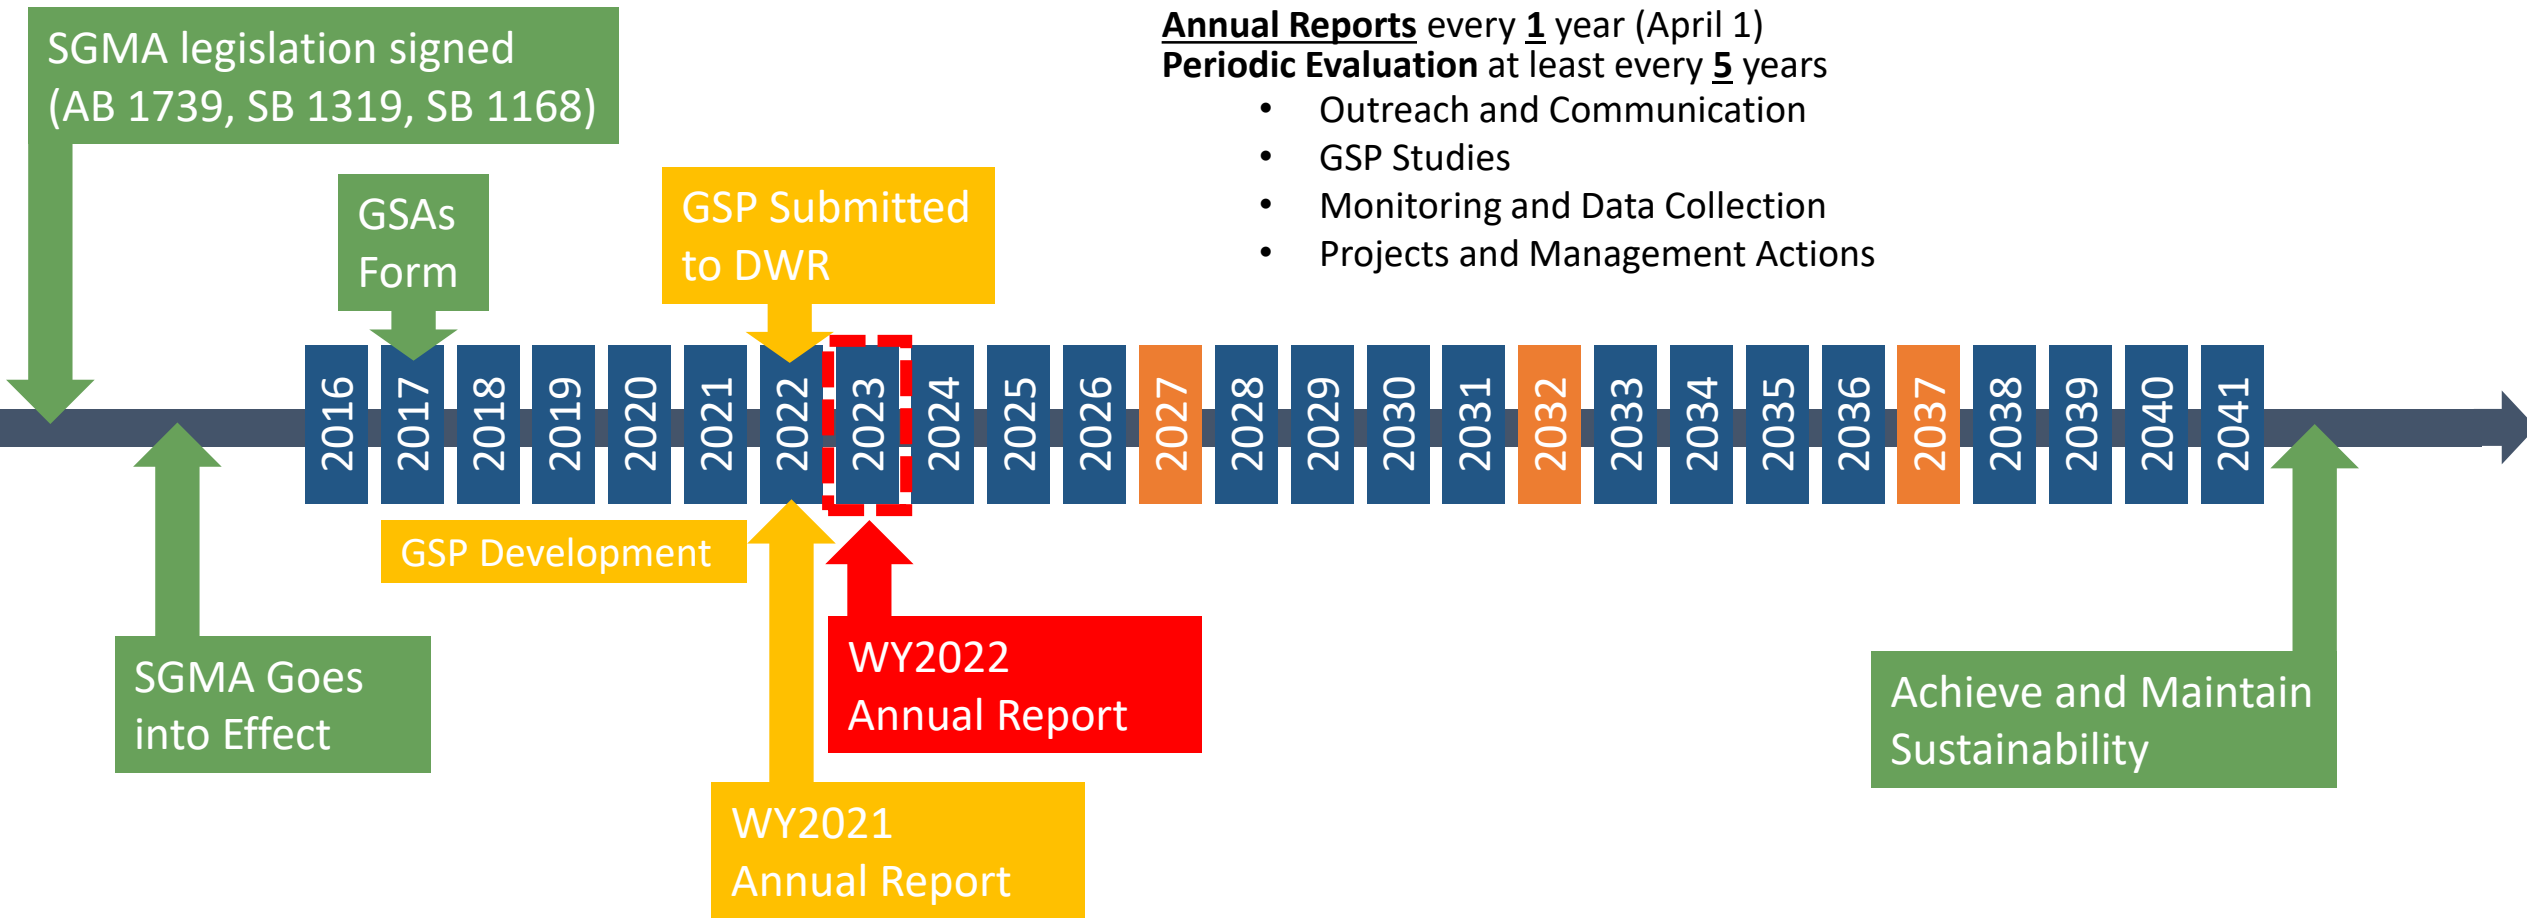 SGMA legislation signed
(AB 1739, SB 1319, SB 1168)
Annual Reports every 1 year (April 1)
Periodic Evaluation at least every 5 years
• Outreach and Communication
• GSP Studies
• Monitoring and Data Collection
• Projects and Management Actions
GSAs
Form
GSP Submitted
to DWR
2016
2017
2018
2019
2020
2021
2022
2023
2024
2025
2026
2027
2028
2029
2030
2031
2032
2033
2034
2035
2036
2037
2038
2039
2040
2041
GSP Development
SGMA Goes
into Effect
WY2022
Annual Report
Achieve and Maintain
Sustainability
WY2021
Annual Report